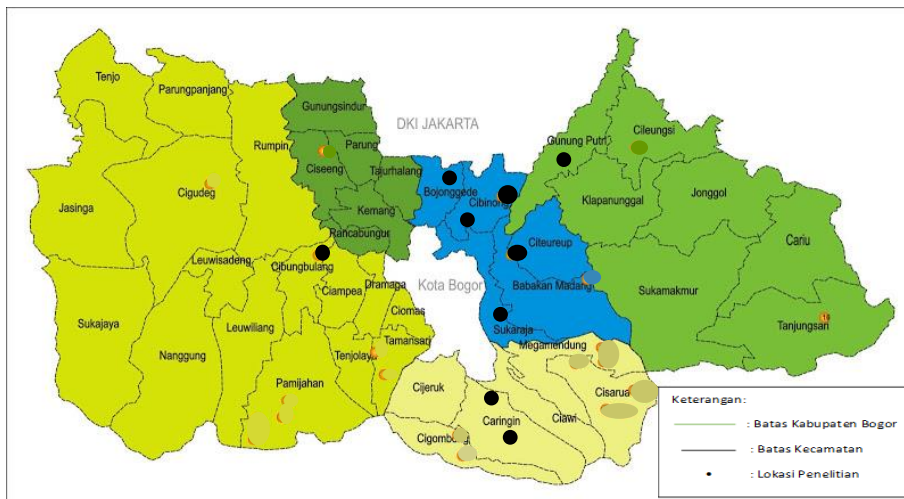 Tenjo
Parungpanjang
Gunungsindur
DKI JAKARTA
Cileungsi
Rumpin
Parung
Gunung Putri
Ciseeng
Tajurhalang
Bojonggede
Cibinong
Klapanunggal
Jonggol
Cigudeg
Jasinga
Kemang
Rancabungur
Cariu
Citeureup
Leuwisadeng
Cibungbulang
Ciampea
Dramaga
Kota Bogor
Babakan Madang
Sukamakmur
Ciomas
Sukajaya
Leuwiliang
Nanggung
Sukaraja
Tanjungsari
Tamansari
Megamendung
Tenjolaya
Pamijahan
Cijeruk
Cisarua
Caringin
Ciawi
Keterangan:
: Batas Kabupaten Bogor
: Batas Kecamatan
: Lokasi Penelitian